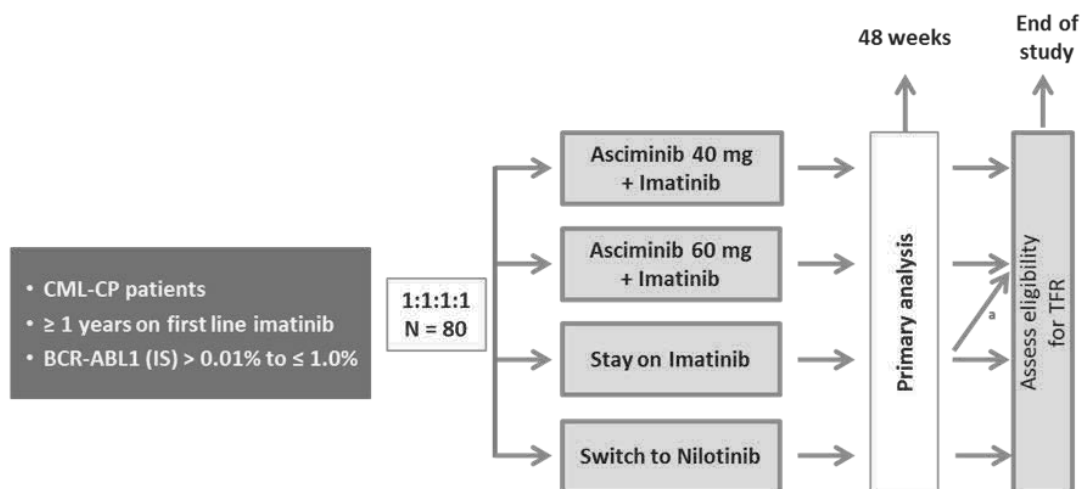 • CML-CP patients
• ≥ 1 years on first line imatinib
• BCR-ABL1 (IS) > 0.01% to ≤ 1.0%
1:1:1:1
N = 80
Asciminib 40 mg
+ Imatinib
Asciminib 60 mg
+ Imatinib
Stay on Imatinib
Switch to Nilotinib
48 weeks
Primary analysis
a
End of
study
Assess eligibility
for TFR